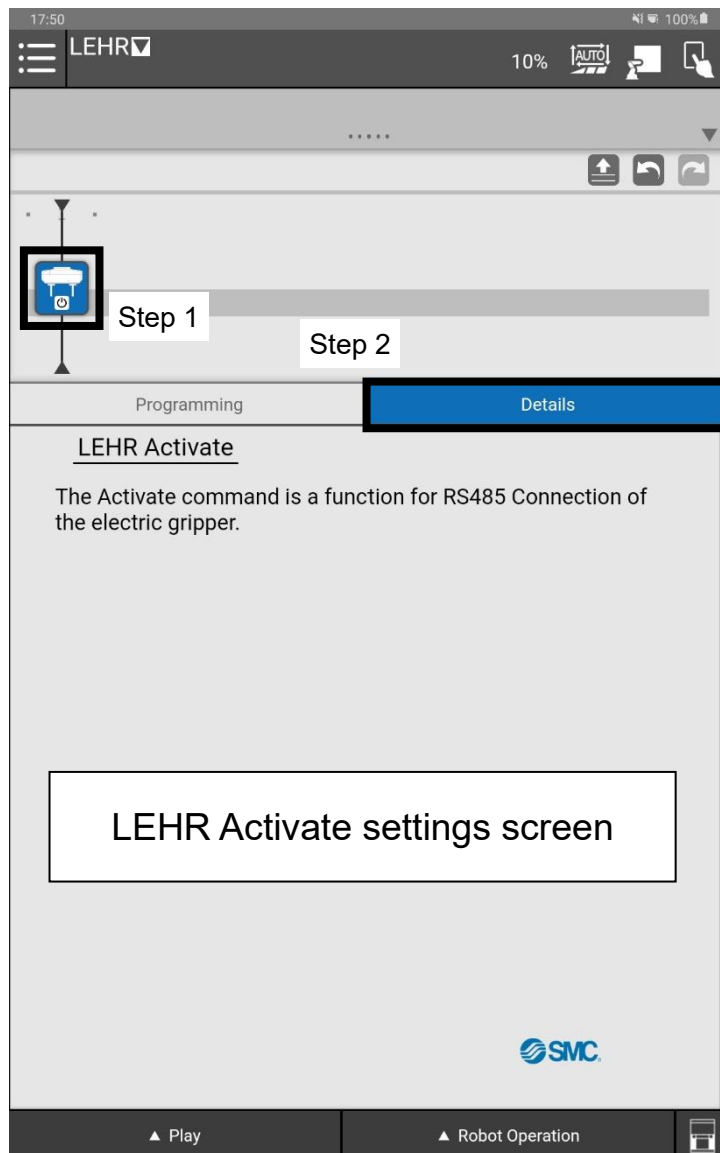 17:50
100%
LEHR
10%
AUTO
Step 1
Step 2
Programming
Details
LEHR Activate
The Activate command is a function for RS485 Connection of
the electric gripper.
LEHR Activate settings screen
SMC.
▲ Play
▲ Robot Operation